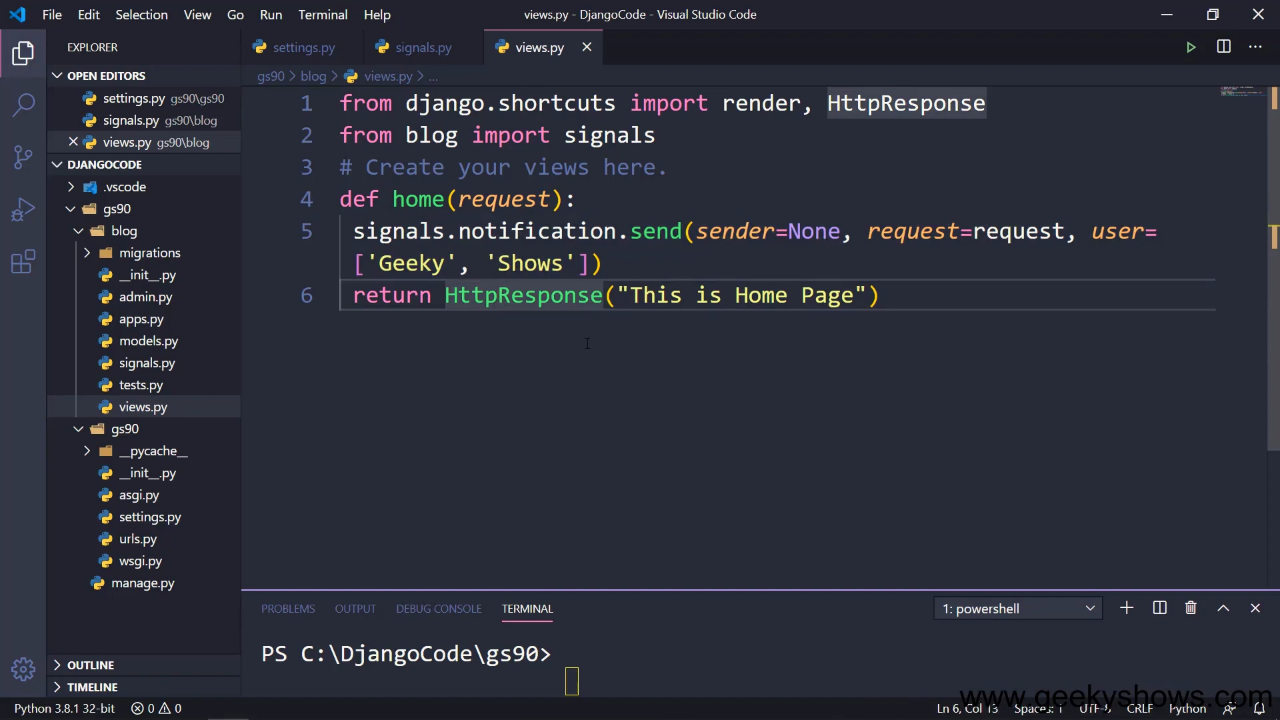 File Edit Selection View Go Run Terminal Help views.py - DjangoCode - Visual Studio Code
EXPLORER
OPEN EDITORS
settings.py gs90\gs90
signals.py gs90\blog
views.py gs90\blog
DJANGOCODE
.vscode
gs90
blog
migrations
__init__.py
admin.py
apps.py
models.py
signals.py
tests.py
views.py
gs90
__pycache__
__init__.py
asgi.py
settings.py
urls.py
wsgi.py
manage.py
OUTLINE
TIMELINE
settings.py signals.py views.py
gs90 > blog > views.py > ...
1 from django.shortcuts import render, HttpResponse
2 from blog import signals
3 # Create your views here.
4 def home(request):
5 signals.notification.send(sender=None, request=request, user=
['Geeky', 'Shows'])
6 return HttpResponse("This is Home Page")
PROBLEMS OUTPUT DEBUG CONSOLE TERMINAL 1: powershell
PS C:\DjangoCode\gs90>
www.geekyshows.com
Python 3.8.1 32-bit 0 0 Ln 6, Col 13 Spaces: 1 UTF-8 CRLF Python